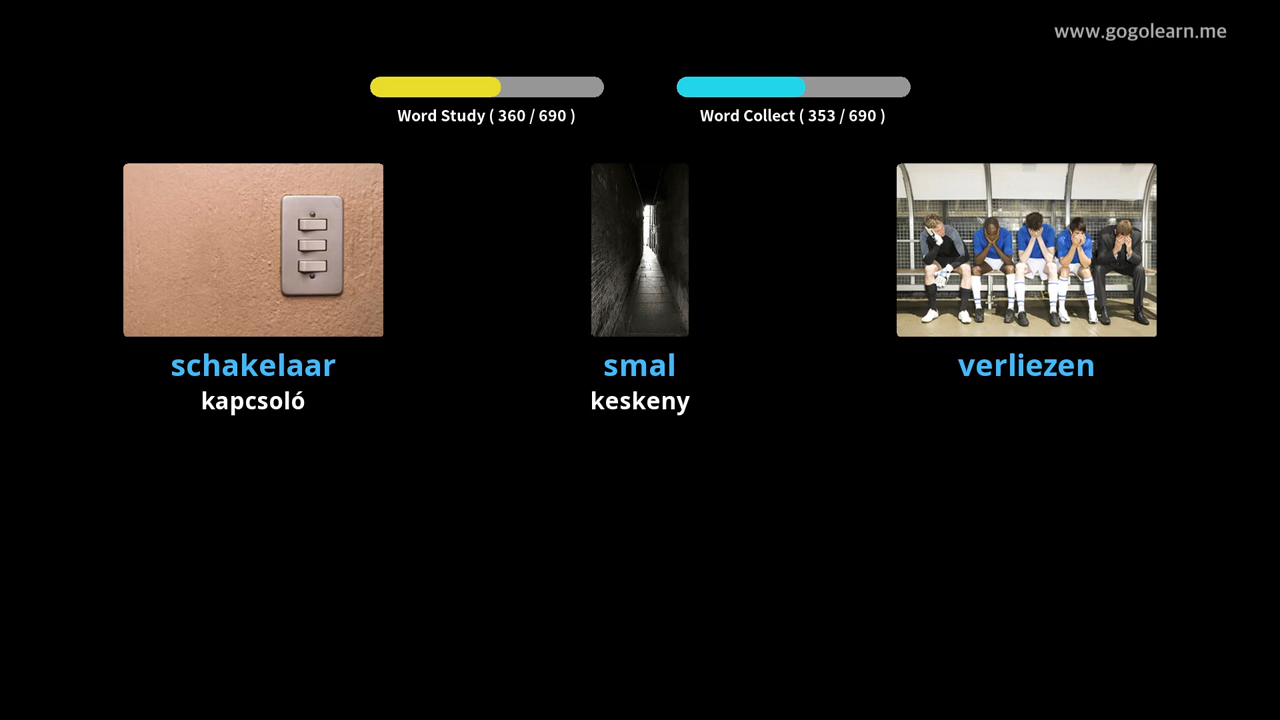 www.gogolearn.me
Word Study ( 360 / 690 )
Word Collect ( 353 / 690 )
schakelaar
kapcsoló
smal
keskeny
verliezen